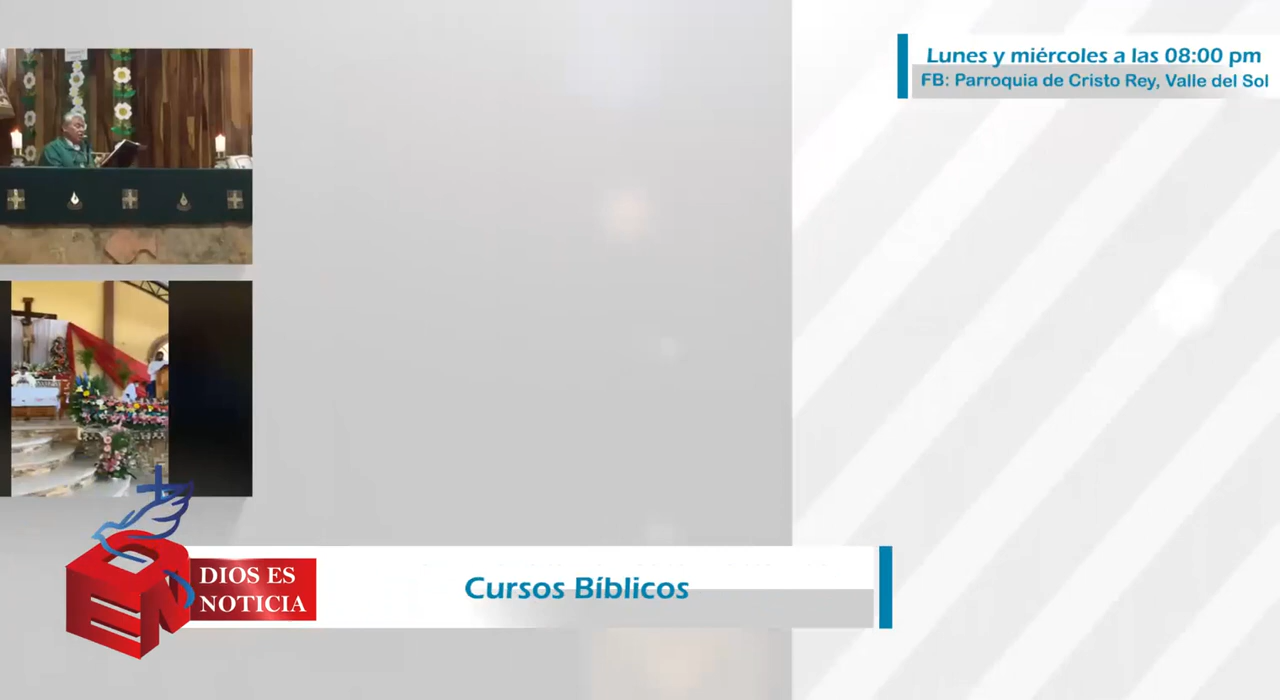 Lunes y miércoles a las 08:00 pm
FB: Parroquia de Cristo Rey, Valle del Sol
DIOS ES
NOTICIA
Cursos Bíblicos
DEN